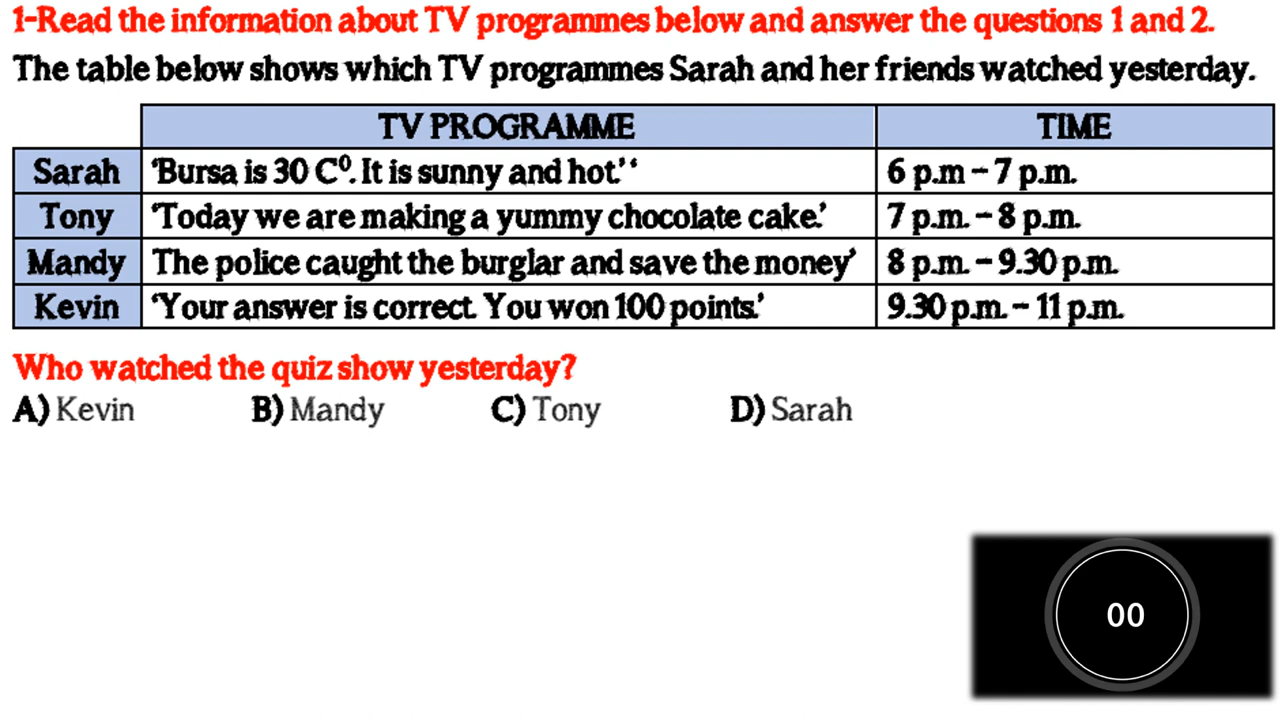 1-Read the information about TV programmes below and answer the questions 1 and 2.
The table below shows which TV programmes Sarah and her friends watched yesterday.
TV PROGRAMME TIME
Sarah 'Bursa is 30 C⁰. It is sunny and hot.'‘ 6 p.m – 7 p.m.
Tony 'Today we are making a yummy chocolate cake.' 7 p.m. – 8 p.m.
Mandy The police caught the burglar and save the money' 8 p.m. – 9.30 p.m.
Kevin 'Your answer is correct. You won 100 points.' 9.30 p.m. – 11 p.m.
Who watched the quiz show yesterday?
A) Kevin B) Mandy C) Tony D) Sarah
00